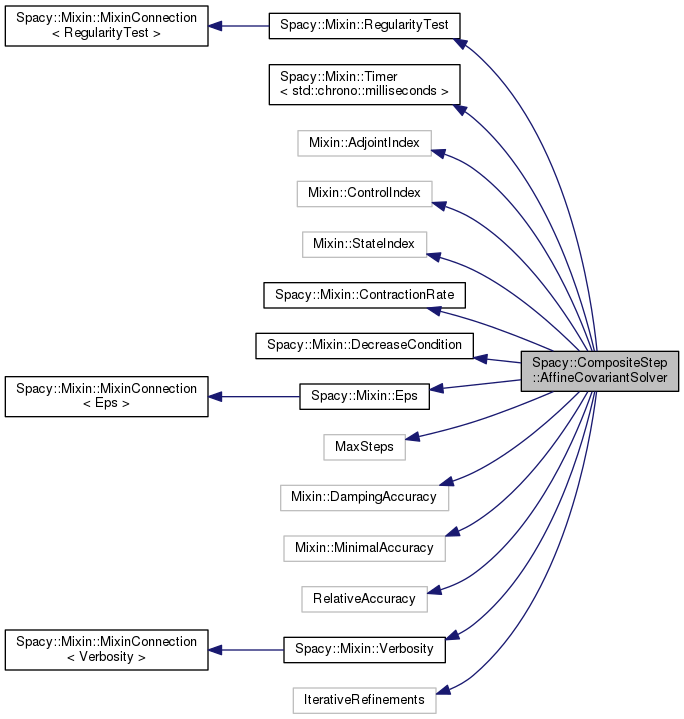 Spacy::Mixin::MixinConnection
< RegularityTest >
Spacy::Mixin::RegularityTest
Spacy::Mixin::Timer
< std::chrono::milliseconds >
Mixin::AdjointIndex
Mixin::ControlIndex
Mixin::StateIndex
Spacy::Mixin::ContractionRate
Spacy::Mixin::DecreaseCondition
Spacy::CompositeStep
::AffineCovariantSolver
Spacy::Mixin::MixinConnection
< Eps >
Spacy::Mixin::Eps
MaxSteps
Mixin::DampingAccuracy
Mixin::MinimalAccuracy
RelativeAccuracy
Spacy::Mixin::MixinConnection
< Verbosity >
Spacy::Mixin::Verbosity
IterativeRefinements